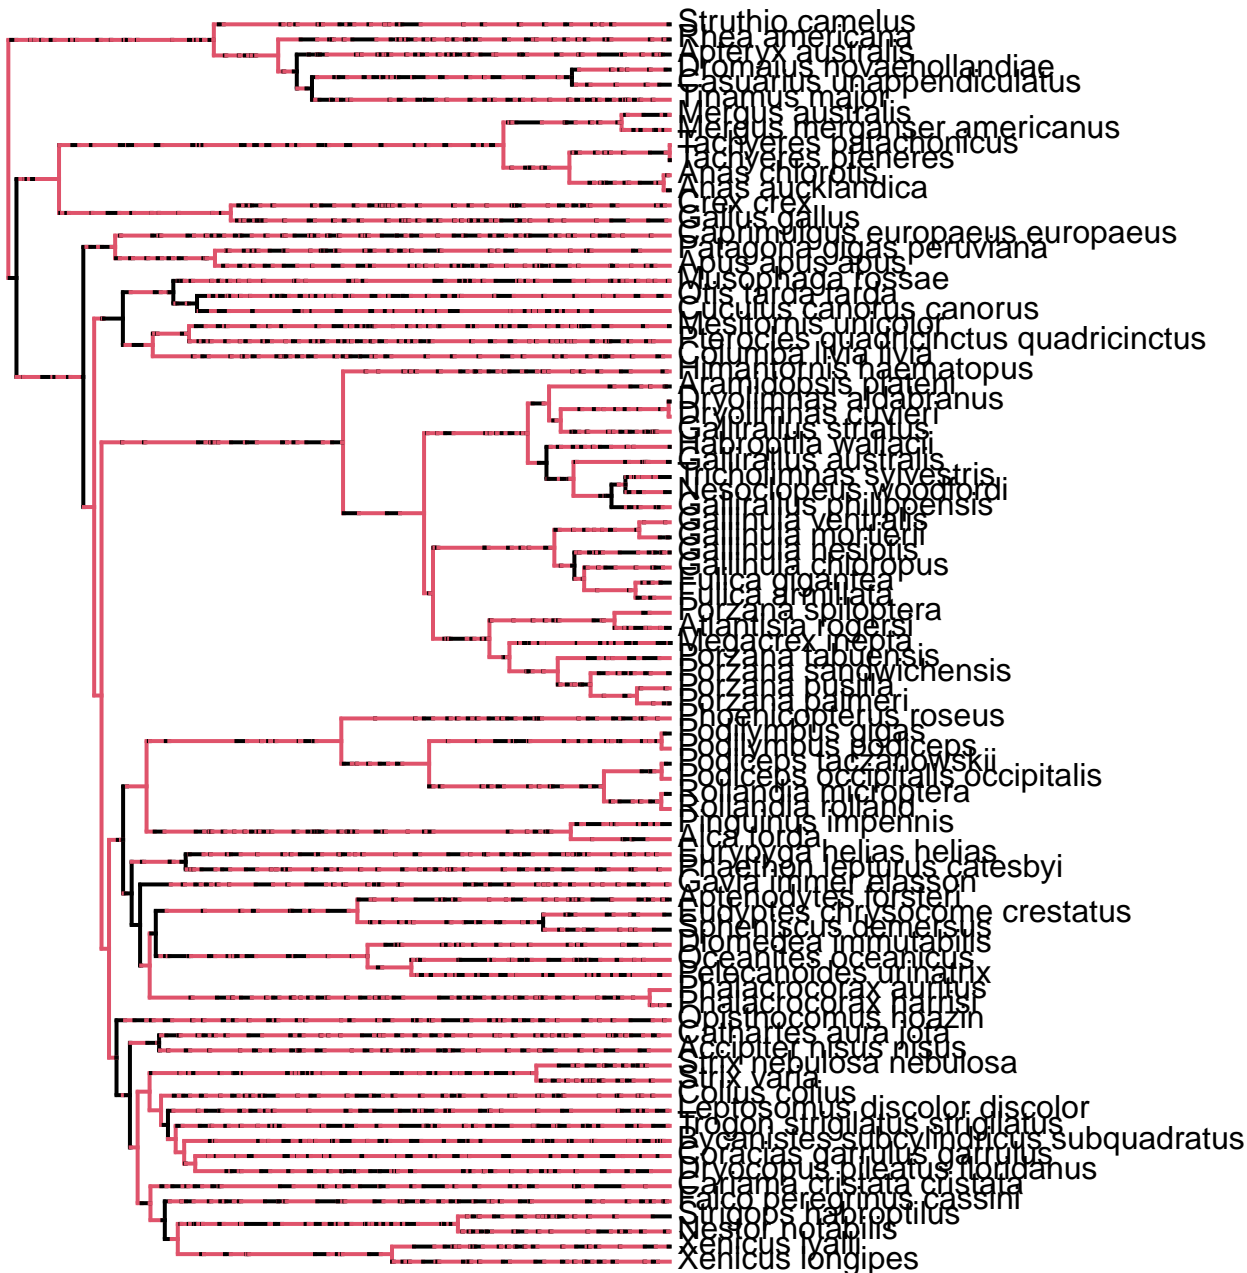 Struthio camelus
Rhea americana
Apteryx australis
Dromaius novaehollandiae
Casuarius unappendiculatus
Tinamus major
Mergus australis
Mergus merganser americanus
Tachyeres patachonicus
Tachyeres pteneres
Anas chlorotis
Anas aucklandica
Crex crex
Gallus gallus
Caprimulgus europaeus europaeus
Patagona gigas peruviana
Apus apus apus
Musophaga rossae
Otis tarda tarda
Cuculus canorus canorus
Mesitornis unicolor
Pterocles quadricinctus quadricinctus
Columba livia livia
Himantornis haematopus
Aramidopsis plateni
Dryolimnas aldabranus
Dryolimnas cuvieri
Gallirallus striatus
Habroptila wallacii
Gallirallus australis
Tricholimnas sylvestris
Nesoclopeus woodfordi
Gallirallus philippensis
Gallinula ventralis
Gallinula mortierii
Gallinula nesiotis
Gallinula chloropus
Fulica gigantea
Fulica armillata
Porzana spiloptera
Atlantisia rogersi
Megacrex inepta
Porzana tabuensis
Porzana sandwichensis
Porzana pusilla
Porzana palmeri
Phoenicopterus roseus
Podilymbus gigas
Podilymbus podiceps
Podiceps taczanowskii
Podiceps occipitalis occipitalis
Rollandia microptera
Rollandia rolland
Pinguinus impennis
Alca torda
Eurypyga helias helias
Phaethon lepturus catesbyi
Gavia immer elasson
Aptenodytes forsteri
Eudyptes chrysocome crestatus
Spheniscus demersus
Diomedea immutabilis
Oceanites oceanicus
Pelecanoides urinatrix
Phalacrocorax auritus
Phalacrocorax harrisi
Opisthocomus hoazin
Cathartes aura jota
Accipiter nisus nisus
Strix nebulosa nebulosa
Strix varia
Colius colius
Leptosomus discolor discolor
Trogon strigilatus strigilatus
Bycanistes subcylindricus subquadratus
Coracias garrulus garrulus
Dryocopus pileatus floridanus
Cariama cristata cristata
Falco peregrinus cassini
Strigops habroptilus
Nestor notabilis
Xenicus lyalli
Xenicus longipes